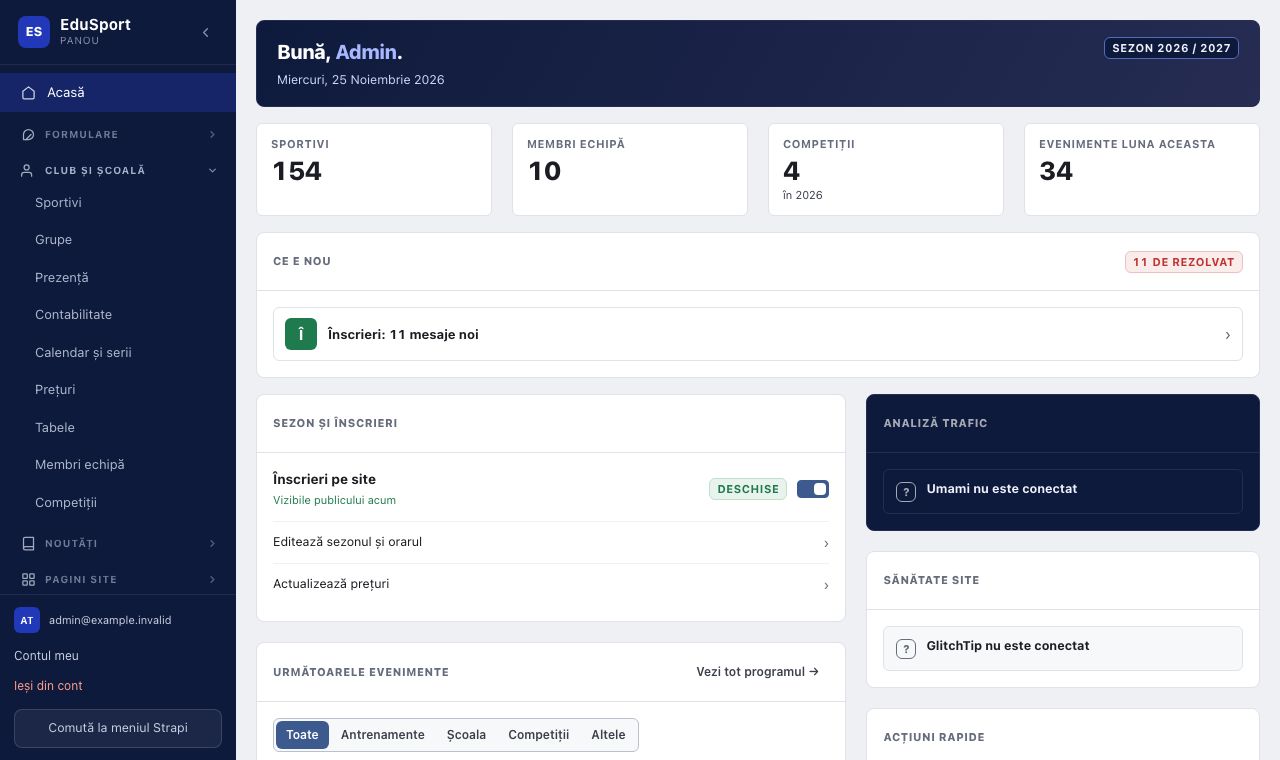 ES
EduSport
PANOU
Acasă
FORMULARE
CLUB ȘI ȘCOALĂ
Sportivi
Grupe
Prezență
Contabilitate
Calendar și serii
Prețuri
Tabele
Membri echipă
Competiții
NOUTĂȚI
PAGINI SITE
AT
admin@example.invalid
Contul meu
Ieși din cont
Comută la meniul Strapi
Bună, Admin.
Miercuri, 25 Noiembrie 2026
SEZON 2026 / 2027
SPORTIVI
154
MEMBRI ECHIPĂ
10
COMPETIȚII
4
în 2026
EVENIMENTE LUNA ACEASTA
34
CE E NOU
11 DE REZOLVAT
Î
Înscrieri: 11 mesaje noi
SEZON ȘI ÎNSCRIERI
Înscrieri pe site
Vizibile publicului acum
DESCHISE
Editează sezonul și orarul
Actualizează prețuri
URMĂTOARELE EVENIMENTE
Vezi tot programul →
Toate
Antrenamente
Școala
Competiții
Altele
ANALIZĂ TRAFIC
?
Umami nu este conectat
SĂNĂTATE SITE
?
GlitchTip nu este conectat
ACȚIUNI RAPIDE